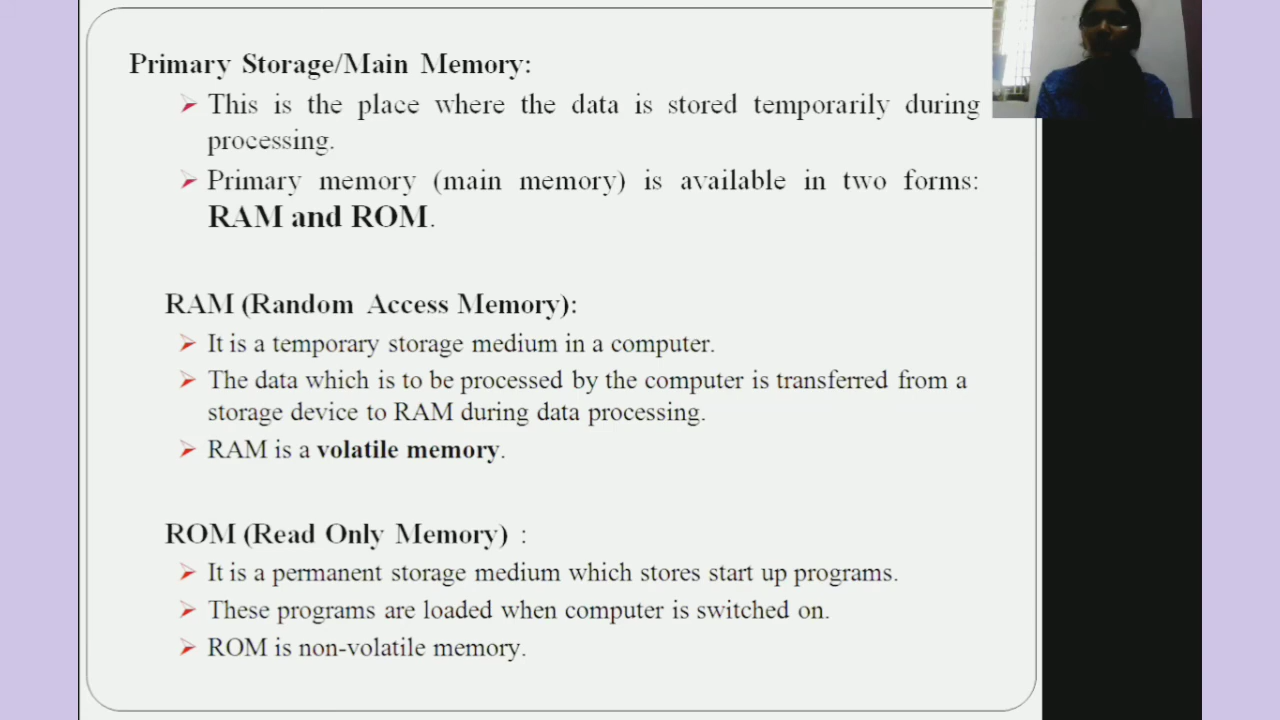 Primary Storage/Main Memory:
This is the place where the data is stored temporarily during
processing.
Primary memory (main memory) is available in two forms:
RAM and ROM.
RAM (Random Access Memory):
It is a temporary storage medium in a computer.
The data which is to be processed by the computer is transferred from a
storage device to RAM during data processing.
RAM is a volatile memory.
ROM (Read Only Memory) :
It is a permanent storage medium which stores start up programs.
These programs are loaded when computer is switched on.
ROM is non-volatile memory.